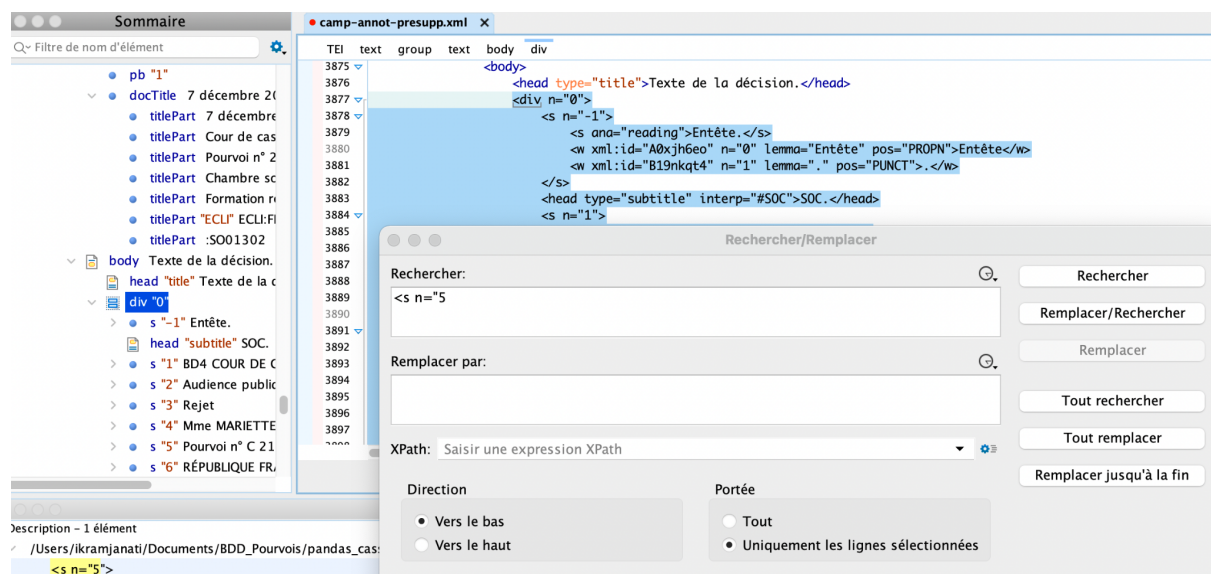 Sommaire
Filtre de nom d'élément
pb "1"
docTitle 7 décembre 20
titlePart 7 décembre
titlePart Cour de cas
titlePart Pourvoi n° 2
titlePart Chambre so
titlePart Formation r
titlePart "ECLI" ECLI:F
titlePart :SO01302
body Texte de la décision.
head "title" Texte de la d
div "0"
s "-1" Entête.
head "subtitle" SOC.
s "1" BD4 COUR DE C
s "2" Audience public
s "3" Rejet
s "4" Mme MARIETTE
s "5" Pourvoi n° C 21
s "6" RÉPUBLIQUE FRA
Description – 1 élément
/Users/ikramjanati/Documents/BDD_Pourvois/pandas_cas
<s n="5">
camp-annot-presupp.xml
TEI text group text body div
3875 <body>
3876 <head type="title">Texte de la décision.</head>
3877 <div n="0">
3878 <s n="-1">
3879 <s ana="reading">Entête.</s>
3880 <w xml:id="A0xjh6eo" n="0" lemma="Entête" pos="PROPN">Entête</w>
3881 <w xml:id="B19nkqt4" n="1" lemma="." pos="PUNCT">.</w>
3882 </s>
3883 <head type="subtitle" interp="#SOC">SOC.</head>
3884 <s n="1">
3885
3886
3887
3888
3889
3890
3891
3892
3893
3894
3895
3896
3897
3898
Rechercher/Remplacer
Rechercher:
<s n="5
Remplacer par:
XPath: Saisir une expression XPath
Direction
Vers le bas
Vers le haut
Portée
Tout
Uniquement les lignes sélectionnées
Rechercher
Remplacer/Rechercher
Remplacer
Tout rechercher
Tout remplacer
Remplacer jusqu'à la fin